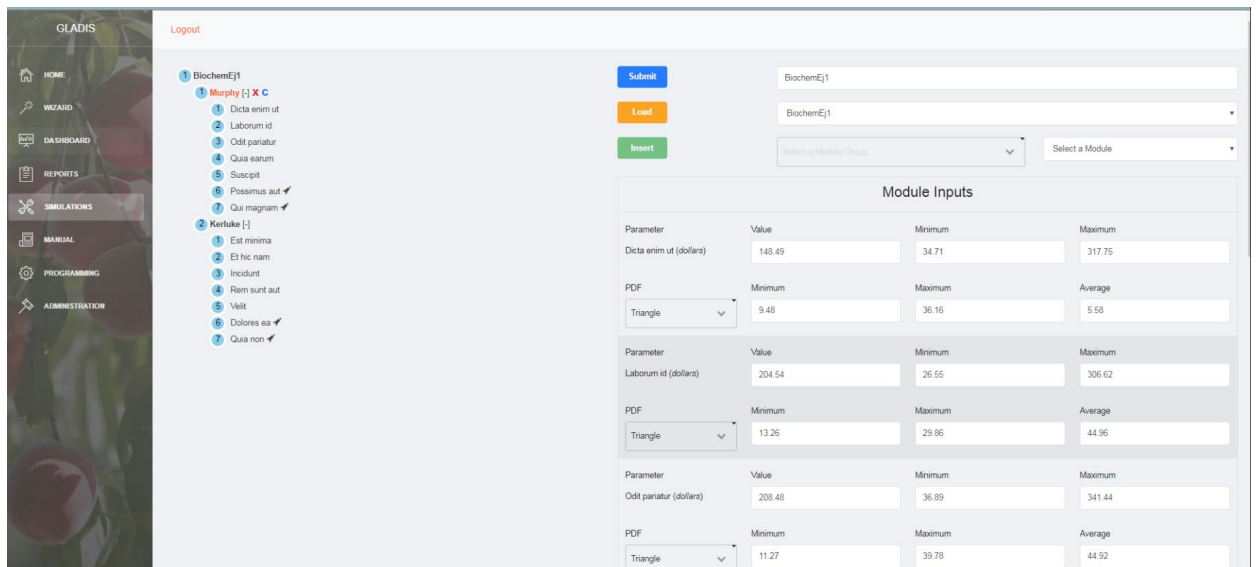 GLADIS
HOME
WIZARD
DASHBOARD
REPORTS
SIMULATIONS
MANUAL
PROGRAMMING
ADMINISTRATION
Logout
1 BiochemEj1
1 Murphy [-] X C
1 Dicta enim ut
2 Laborum id
3 Odit pariatur
4 Quia earum
5 Suscipit
6 Possimus aut
7 Qui magnam
2 Kerluke [-]
1 Est minima
2 Et hic nam
3 Incidunt
4 Rem sunt aut
5 Velit
6 Dolores ea
7 Quia non
Submit BiochemEj1
Load BiochemEj1
Insert Select a Module Group Select a Module
Module Inputs
Parameter Value Minimum Maximum
Dicta enim ut (dollars) 148.49 34.71 317.75
PDF Minimum Maximum Average
Triangle 9.48 36.16 5.58
Parameter Value Minimum Maximum
Laborum id (dollars) 204.54 26.55 306.62
PDF Minimum Maximum Average
Triangle 13.26 29.86 44.96
Parameter Value Minimum Maximum
Odit pariatur (dollars) 208.48 36.89 341.44
PDF Minimum Maximum Average
Triangle 11.27 39.78 44.92